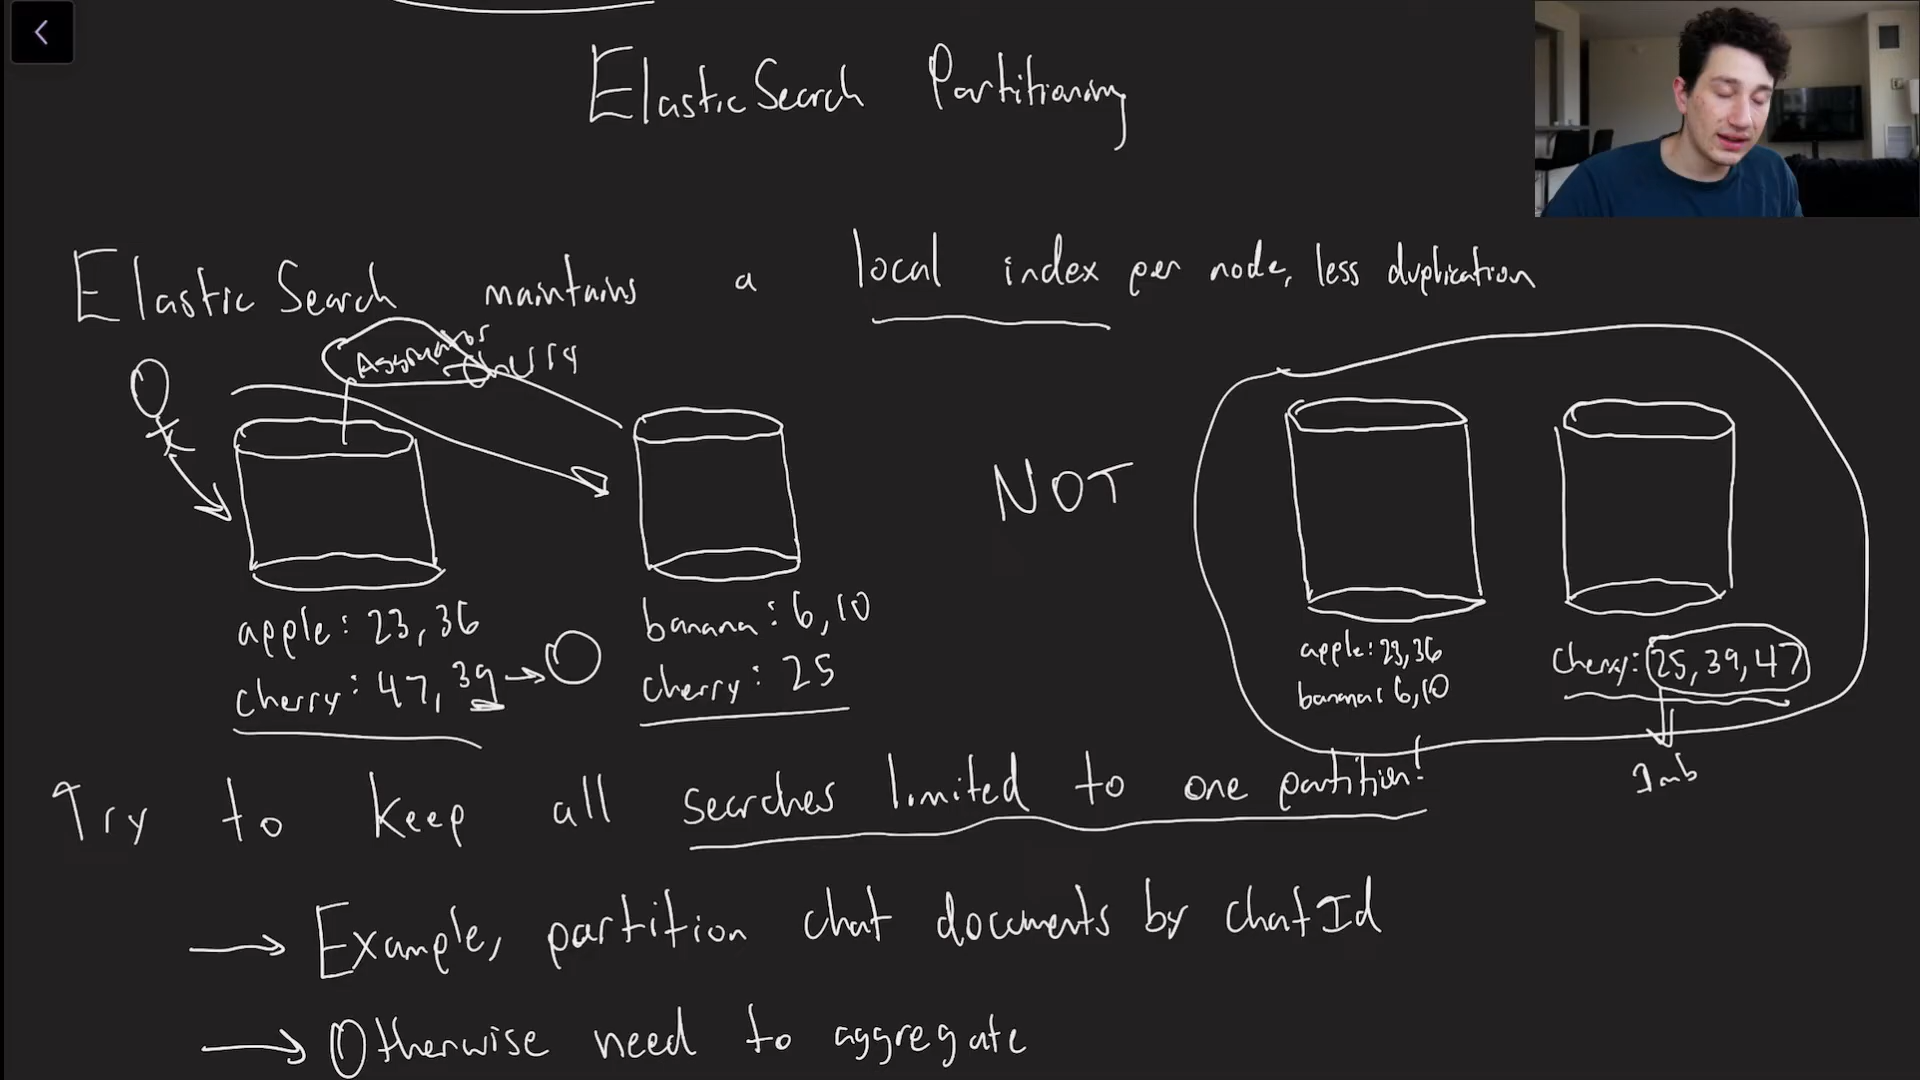 ElasticSearch Partitioning
ElasticSearch maintains a local index per node, less duplication
cherry
NOT
apple: 23, 36
cherry: 47, 39
banana: 6, 10
cherry: 25
apple: 23, 36
banana: 6, 10
cherry: 25, 39, 47
Try to keep all searches limited to one partition!
→ Example, partition chat documents by chatId
→ Otherwise need to aggregate